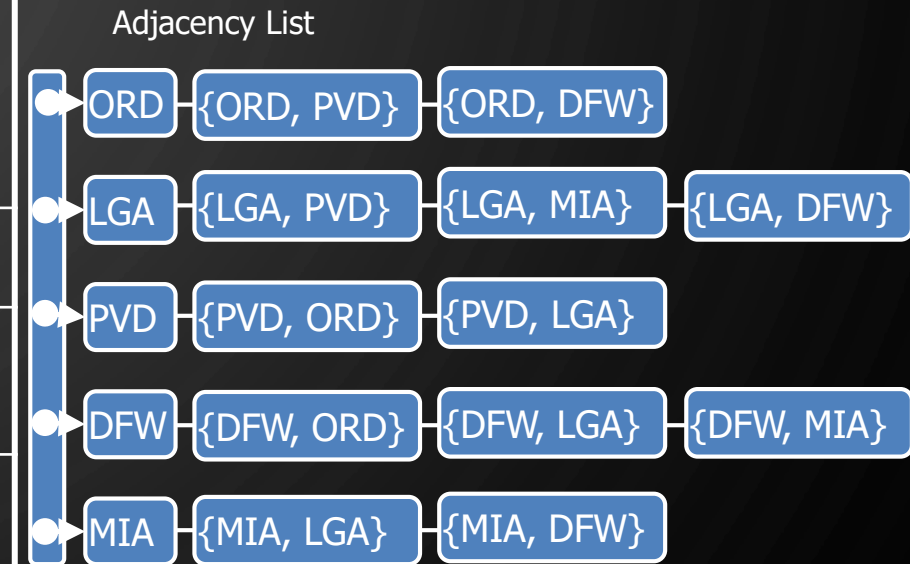 Adjacency List
ORD {ORD, PVD} {ORD, DFW}
LGA {LGA, PVD} {LGA, MIA} {LGA, DFW}
PVD {PVD, ORD} {PVD, LGA}
DFW {DFW, ORD} {DFW, LGA} {DFW, MIA}
MIA {MIA, LGA} {MIA, DFW}